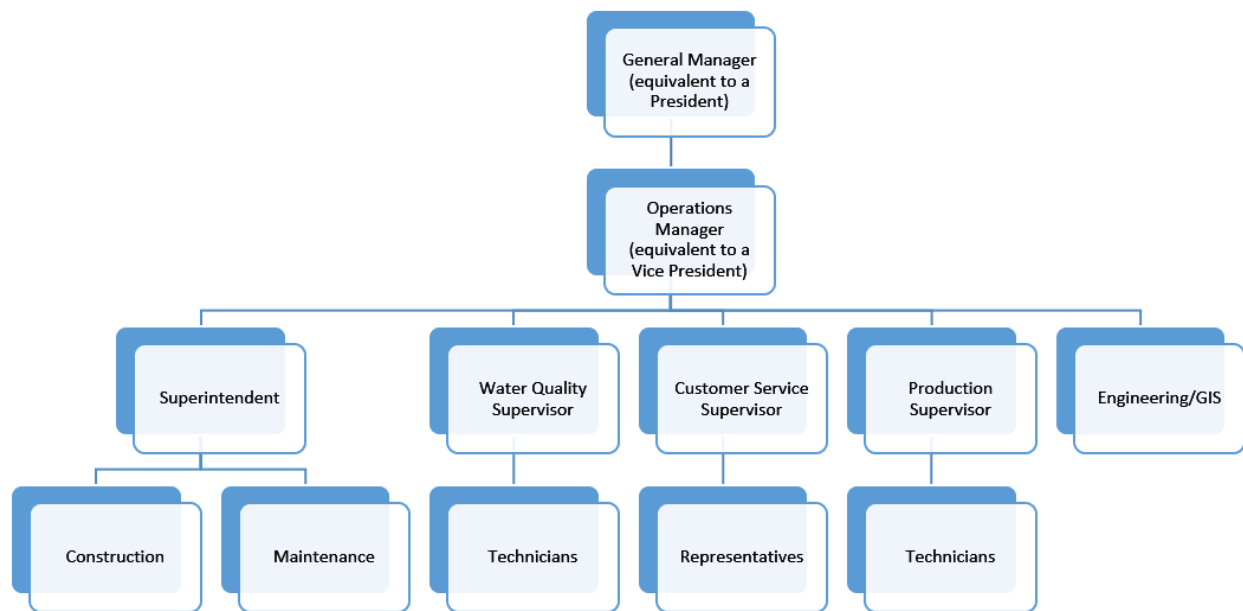 General Manager
(equivalent to a
President)
Operations
Manager
(equivalent to a
Vice President)
Superintendent
Water Quality
Supervisor
Customer Service
Supervisor
Production
Supervisor
Engineering/GIS
Construction
Maintenance
Technicians
Representatives
Technicians